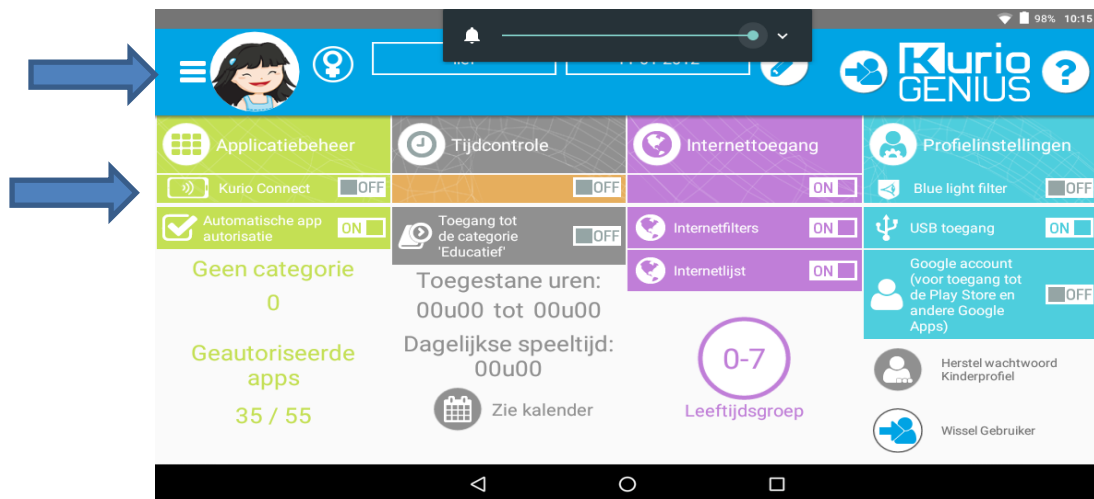 98% 10:15
Kurio
GENIUS
?
Applicatiebeheer
Tijdcontrole
Internettoegang
Profielinstellingen
Kurio Connect OFF
OFF
ON
Blue light filter OFF
Automatische app
autorisatie
ON
Toegang tot
de categorie
'Educatief'
OFF
Internetfilters ON
USB toegang ON
Internetlijst ON
Google account
(voor toegang tot
de Play Store en
andere Google
Apps)
OFF
Geen categorie
0
Geautoriseerde
apps
35 / 55
Toegestane uren:
00u00 tot 00u00
Dagelijkse speeltijd:
00u00
Zie kalender
0-7
Leeftijdsgroep
Herstel wachtwoord
Kinderprofiel
Wissel Gebruiker